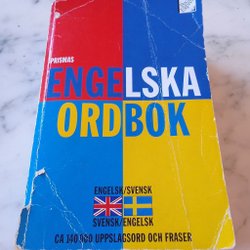 PRISMAS
ENGELSKA
ORDBOK
ENGELSK/SVENSK
SVENSK/ENGELSK
CA 140 000 UPPSLAGSORD OCH FRASER